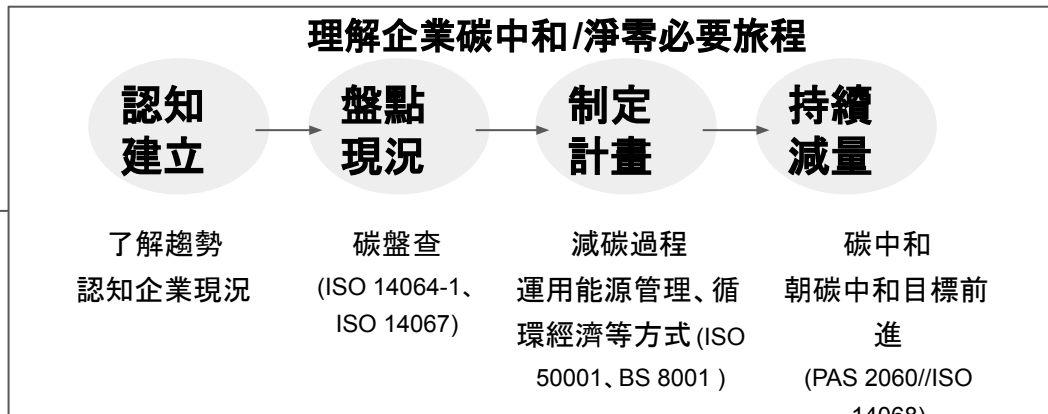 理解企業碳中和/淨零必要旅程
認知
建立
盤點
現況
制定
計畫
持續
減量
了解趨勢
認知企業現況
碳盤查
(ISO 14064-1、
ISO 14067)
減碳過程
運用能源管理、循
環經濟等方式 (ISO
50001、BS 8001 )
碳中和
朝碳中和目標前
進
(PAS 2060//ISO
14068)